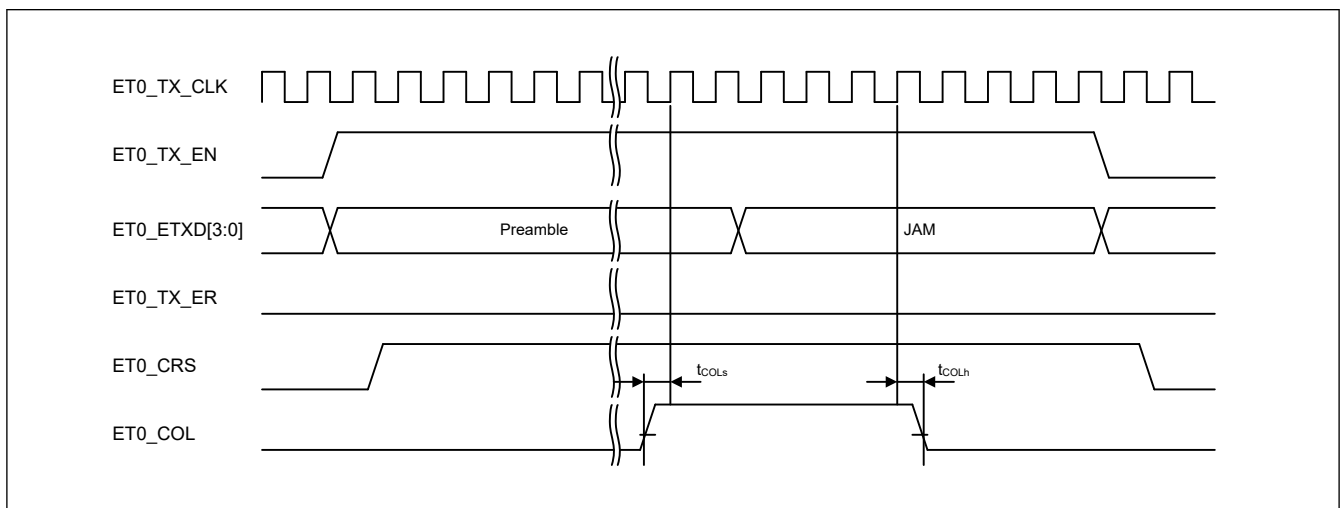 ET0_TX_CLK
ET0_TX_EN
ET0_ETXD[3:0]
Preamble
JAM
ET0_TX_ER
ET0_CRS
tCOLs
tCOLh
ET0_COL